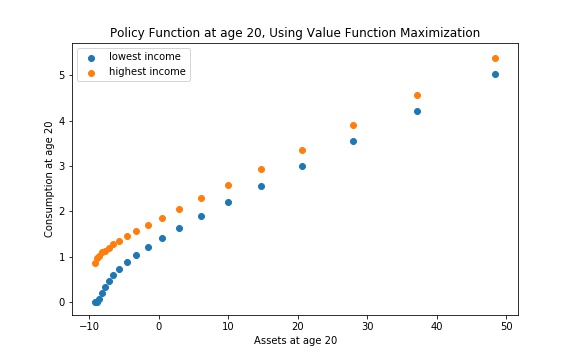 Policy Function at age 20, Using Value Function Maximization
lowest income
highest income
5
4
3
2
1
0
Consumption at age 20
−10
0
10
20
30
40
50
Assets at age 20